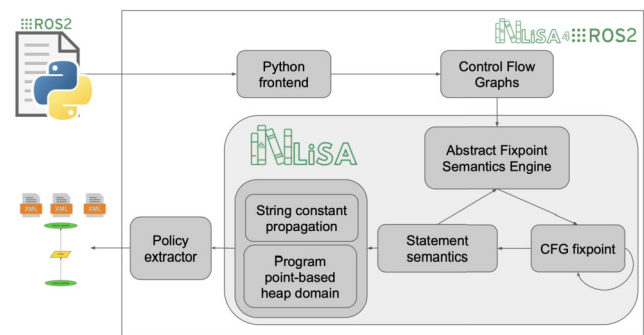 ROS2
LiSA4ROS2
Python
frontend
Control Flow
Graphs
LiSA
Abstract Fixpoint
Semantics Engine
XML XML XML
String constant
propagation
Policy
extractor
Statement
semantics
CFG fixpoint
Program
point-based
heap domain